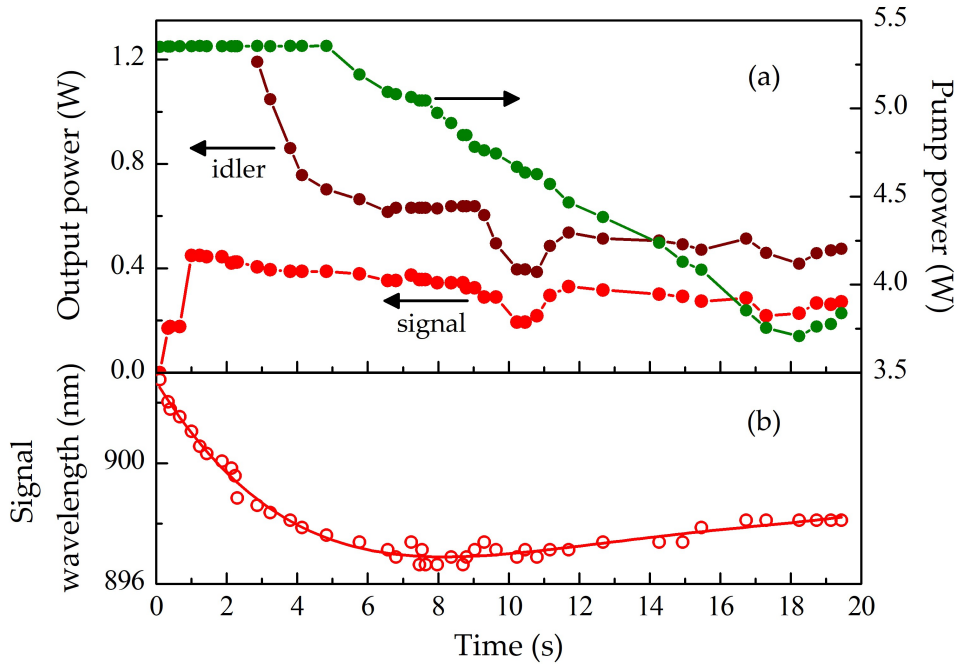 (a)
Output power (W)
1.2
0.8
0.4
0.0
idler
signal
5.5
5.0
4.5
4.0
3.5
Pump power (W)
(b)
Signal
wavelength (nm)
900
896
0 2 4 6 8 10 12 14 16 18 20
Time (s)